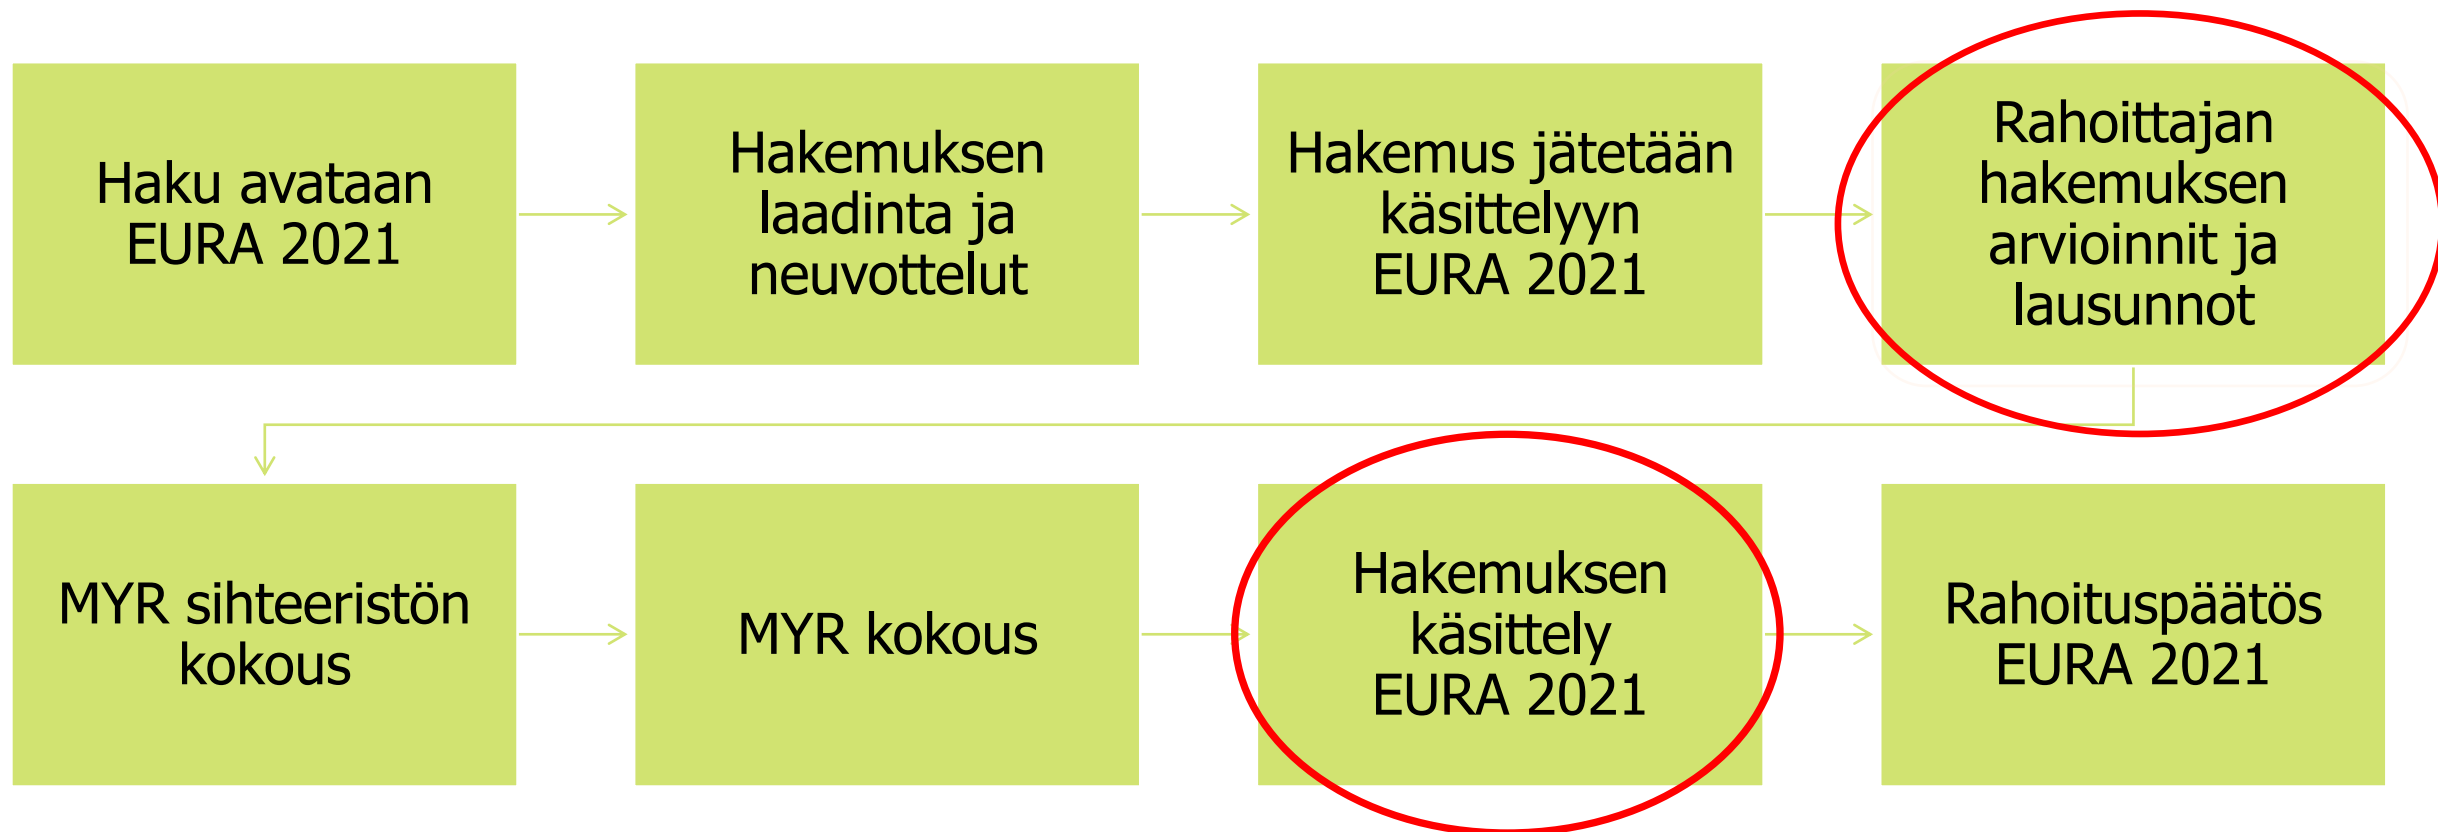 Haku avataan
EURA 2021
Hakemuksen
laadinta ja
neuvottelut
Hakemus jätetään
käsittelyyn
EURA 2021
Rahoittajan
hakemuksen
arvioinnit ja
lausunnot
MYR sihteeristön
kokous
MYR kokous
Hakemuksen
käsittely
EURA 2021
Rahoituspäätös
EURA 2021